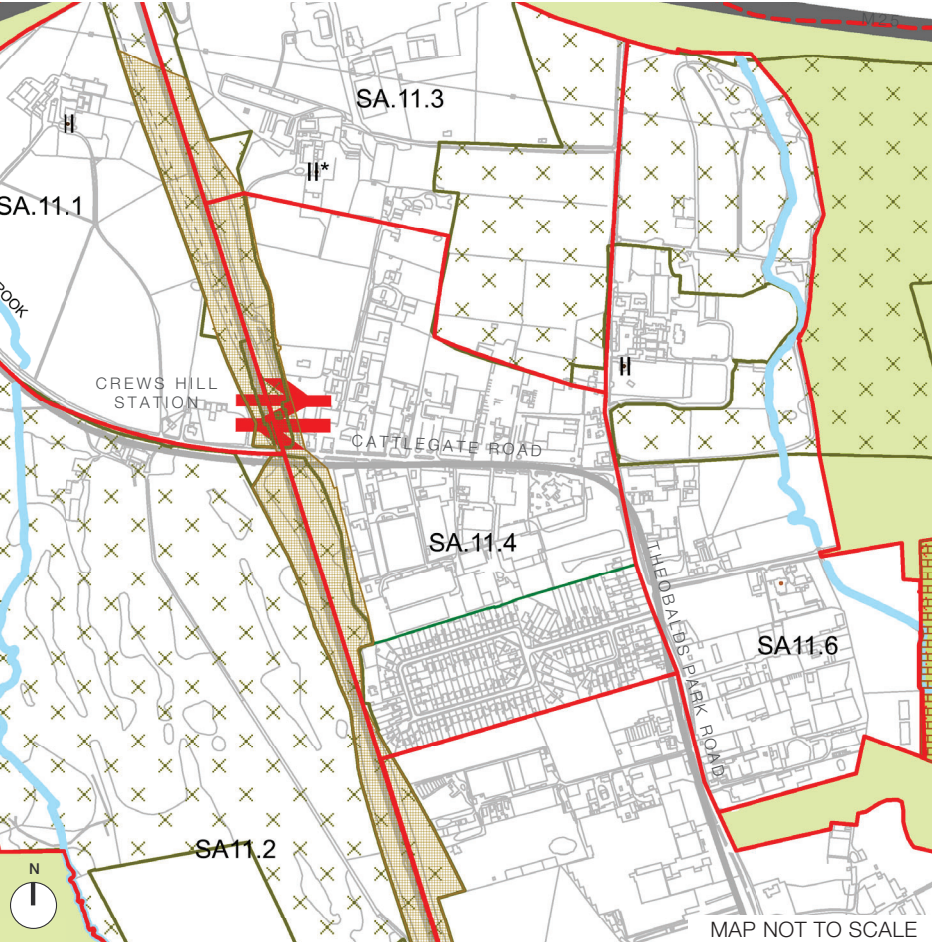 M25
SA.11.3
II
II*
SA.11.1
ROOK
CREWS HILL
STATION
II
CATTLEGATE ROAD
SA.11.4
THEOBALDS PARK ROAD
SA11.6
SA11.2
N
MAP NOT TO SCALE